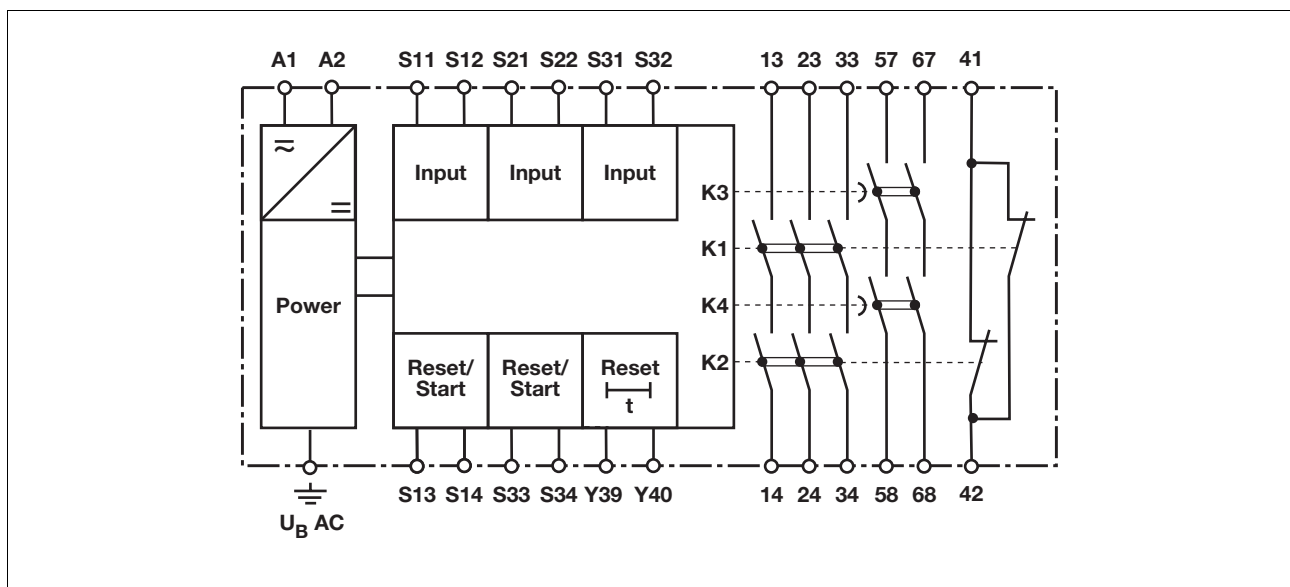 A1 A2 S11 S12 S21 S22 S31 S32 13 23 33 57 67 41
Input Input Input
K3
K1
K4
Power
K2
Reset/ Reset/ Reset
Start Start t
S13 S14 S33 S34 Y39 Y40 14 24 34 58 68 42
UB AC